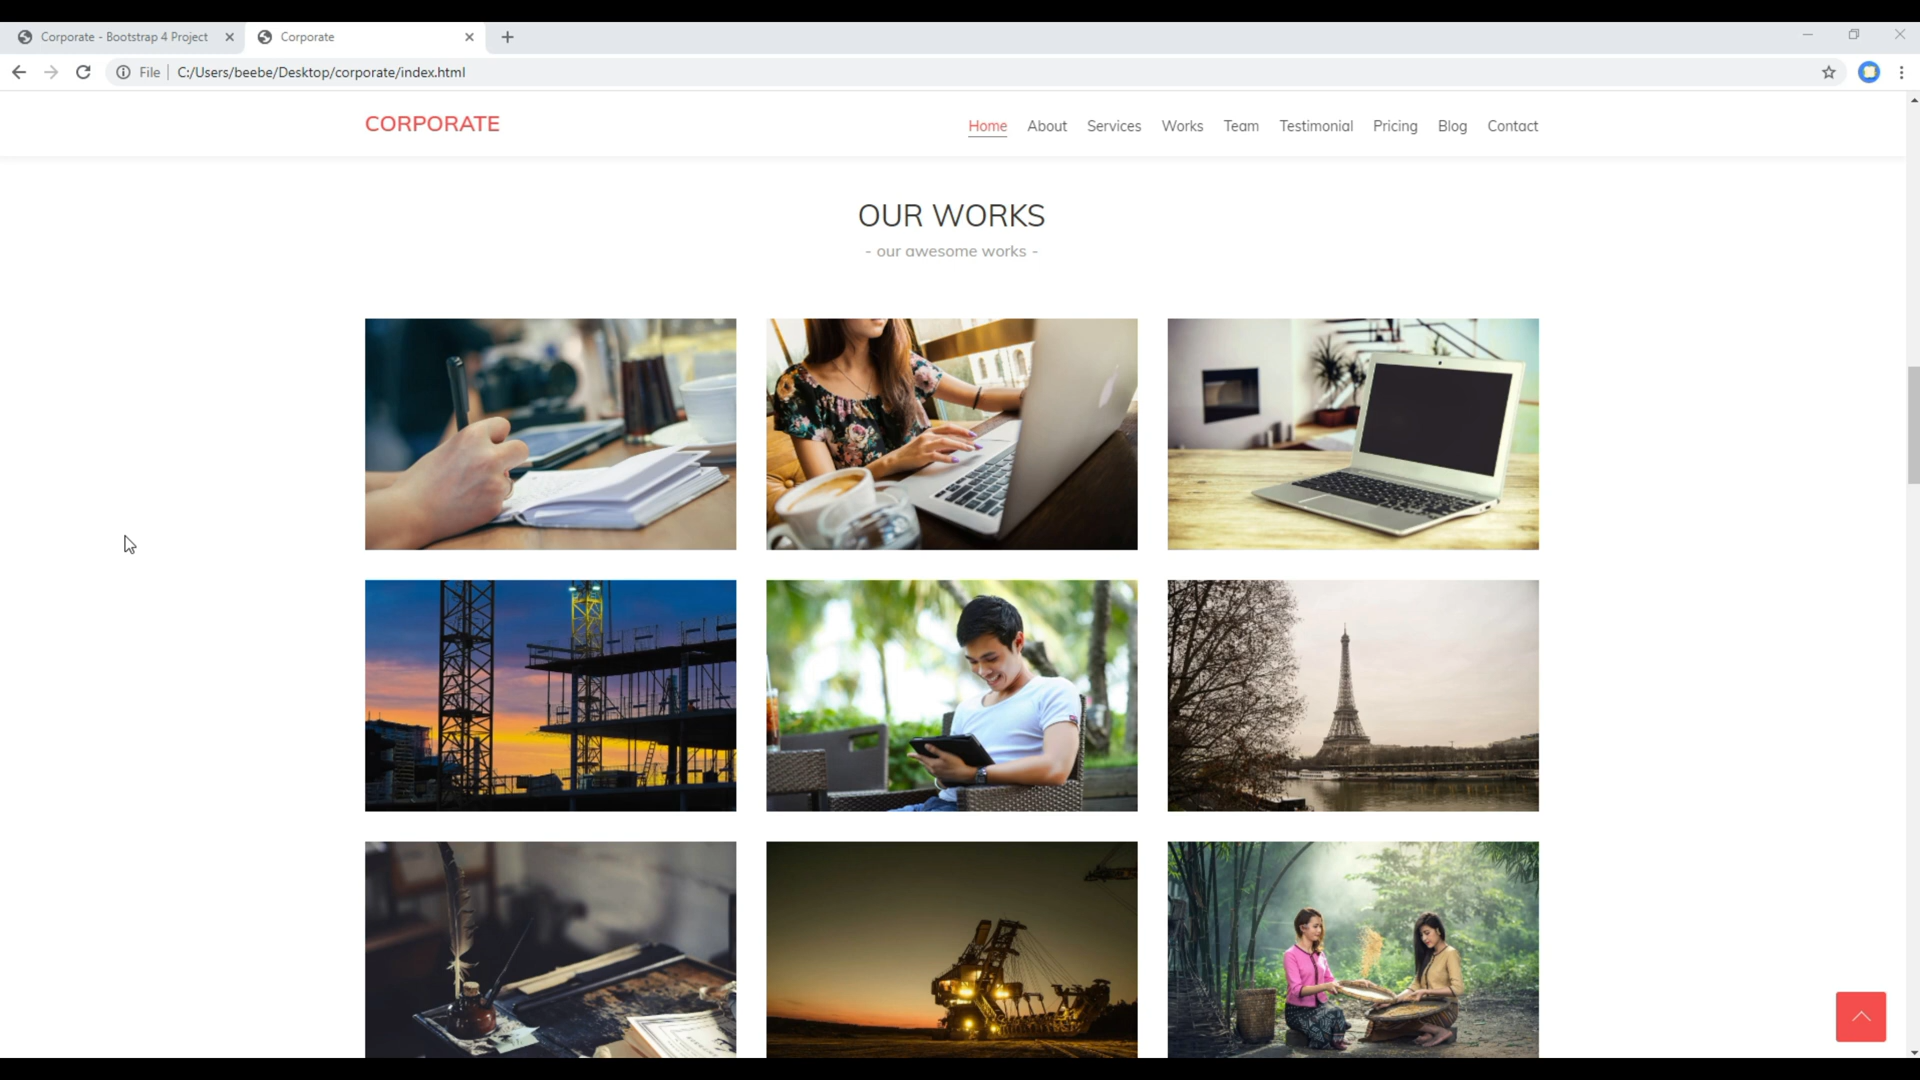 Corporate - Bootstrap 4 Project
Corporate
File
C:/Users/beebe/Desktop/corporate/index.html
CORPORATE
Home About Services Works Team Testimonial Pricing Blog Contact
OUR WORKS
- our awesome works -